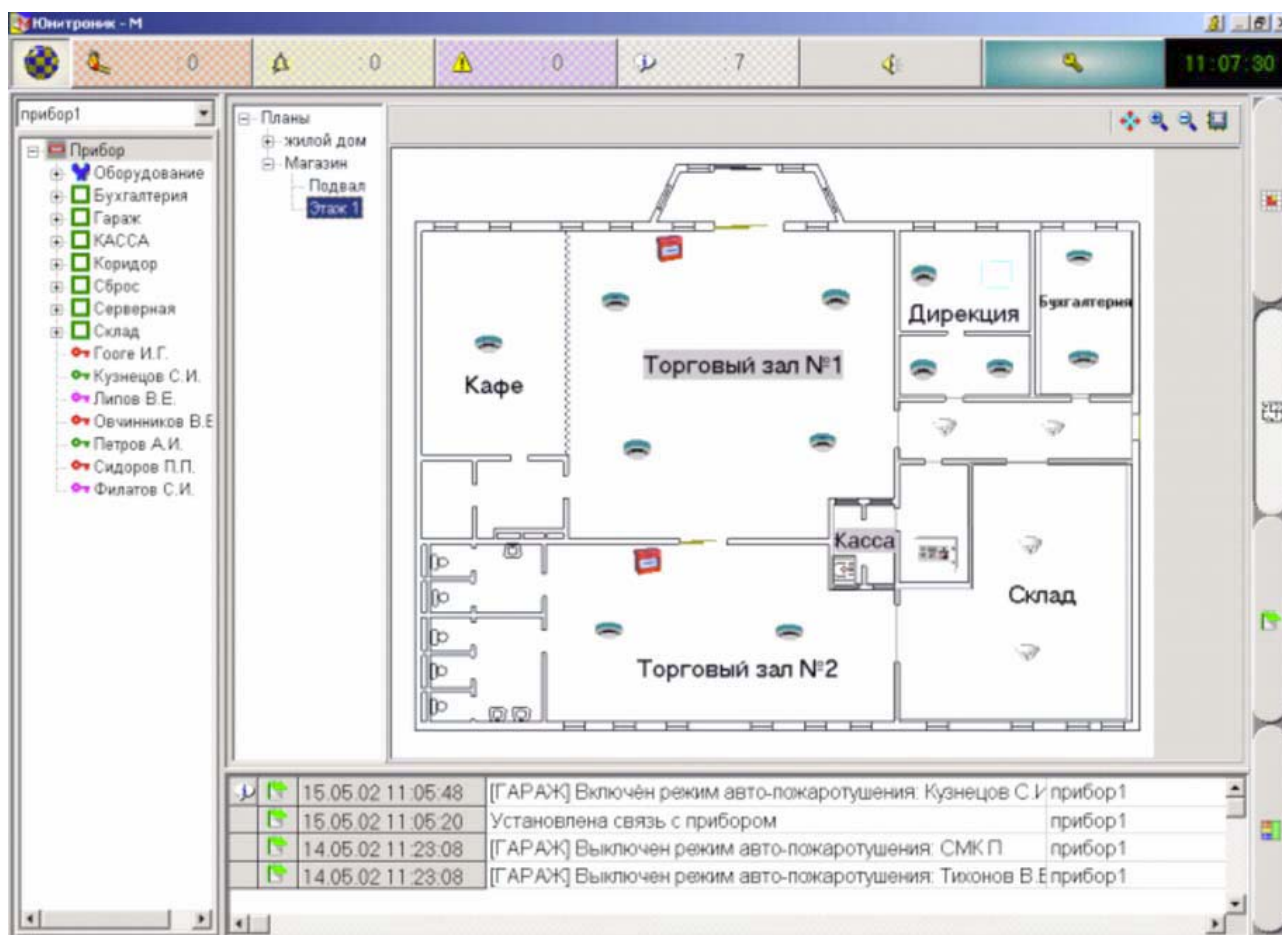 Юнитроник - М
: 0
: 0
: 0
: 7
11:07:30
прибор1
Прибор
Оборудование
Бухгалтерия
Гараж
КАССА
Коридор
Сброс
Серверная
Склад
Гооге И.Г.
Кузнецов С.И.
Липов В.Е.
Овчинников В.Е
Петров А.И.
Сидоров П.П.
Филатов С.И.
Планы
жилой дом
Магазин
Подвал
Этаж 1
Дирекция
Бухгалтерия
Торговый зал №1
Кафе
Касса
Склад
Торговый зал №2
15.05.02 11:05:48 [ГАРАЖ] Включён режим авто-пожаротушения: Кузнецов С.И прибор1
15.05.02 11:05:20 Установлена связь с прибором прибор1
14.05.02 11:23:08 [ГАРАЖ] Выключен режим авто-пожаротушения: СМК П прибор1
14.05.02 11:23:08 [ГАРАЖ] Выключен режим авто-пожаротушения: Тихонов В.Е прибор1